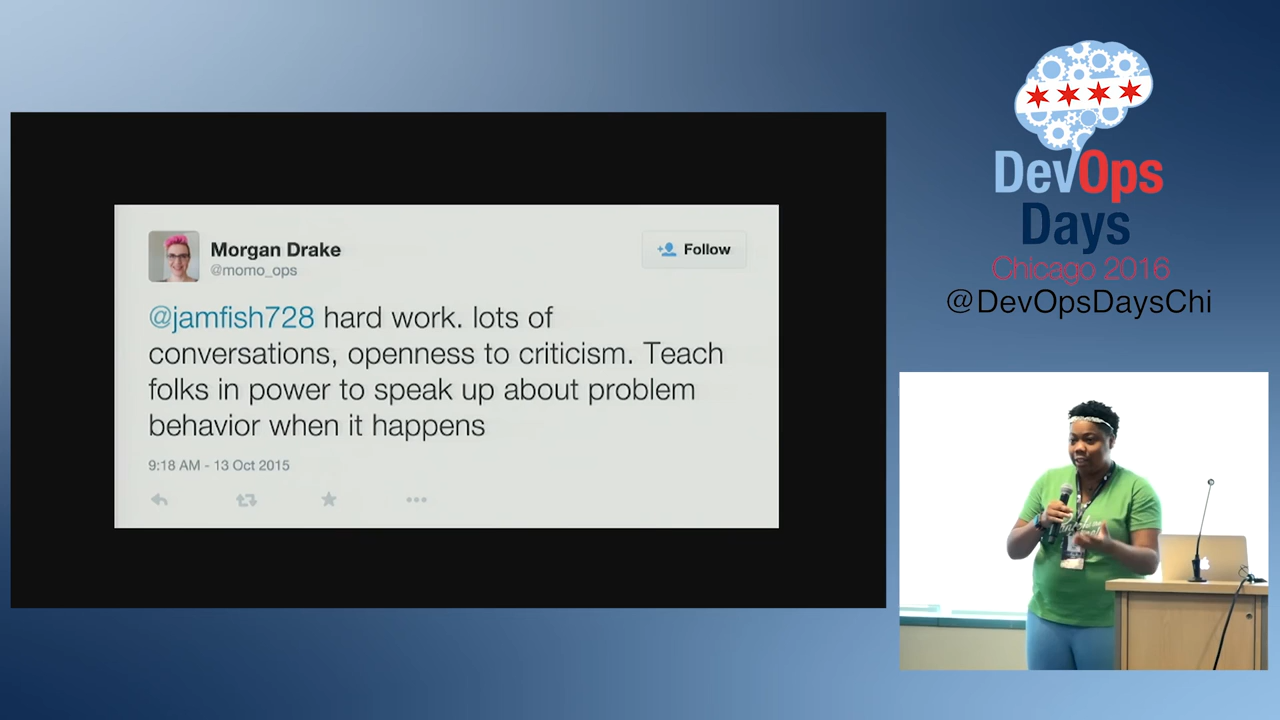 Morgan Drake
@momo_ops
Follow
@jamfish728 hard work. lots of
conversations, openness to criticism. Teach
folks in power to speak up about problem
behavior when it happens
9:18 AM - 13 Oct 2015
DevOps
Days
Chicago 2016
@DevOpsDaysChi